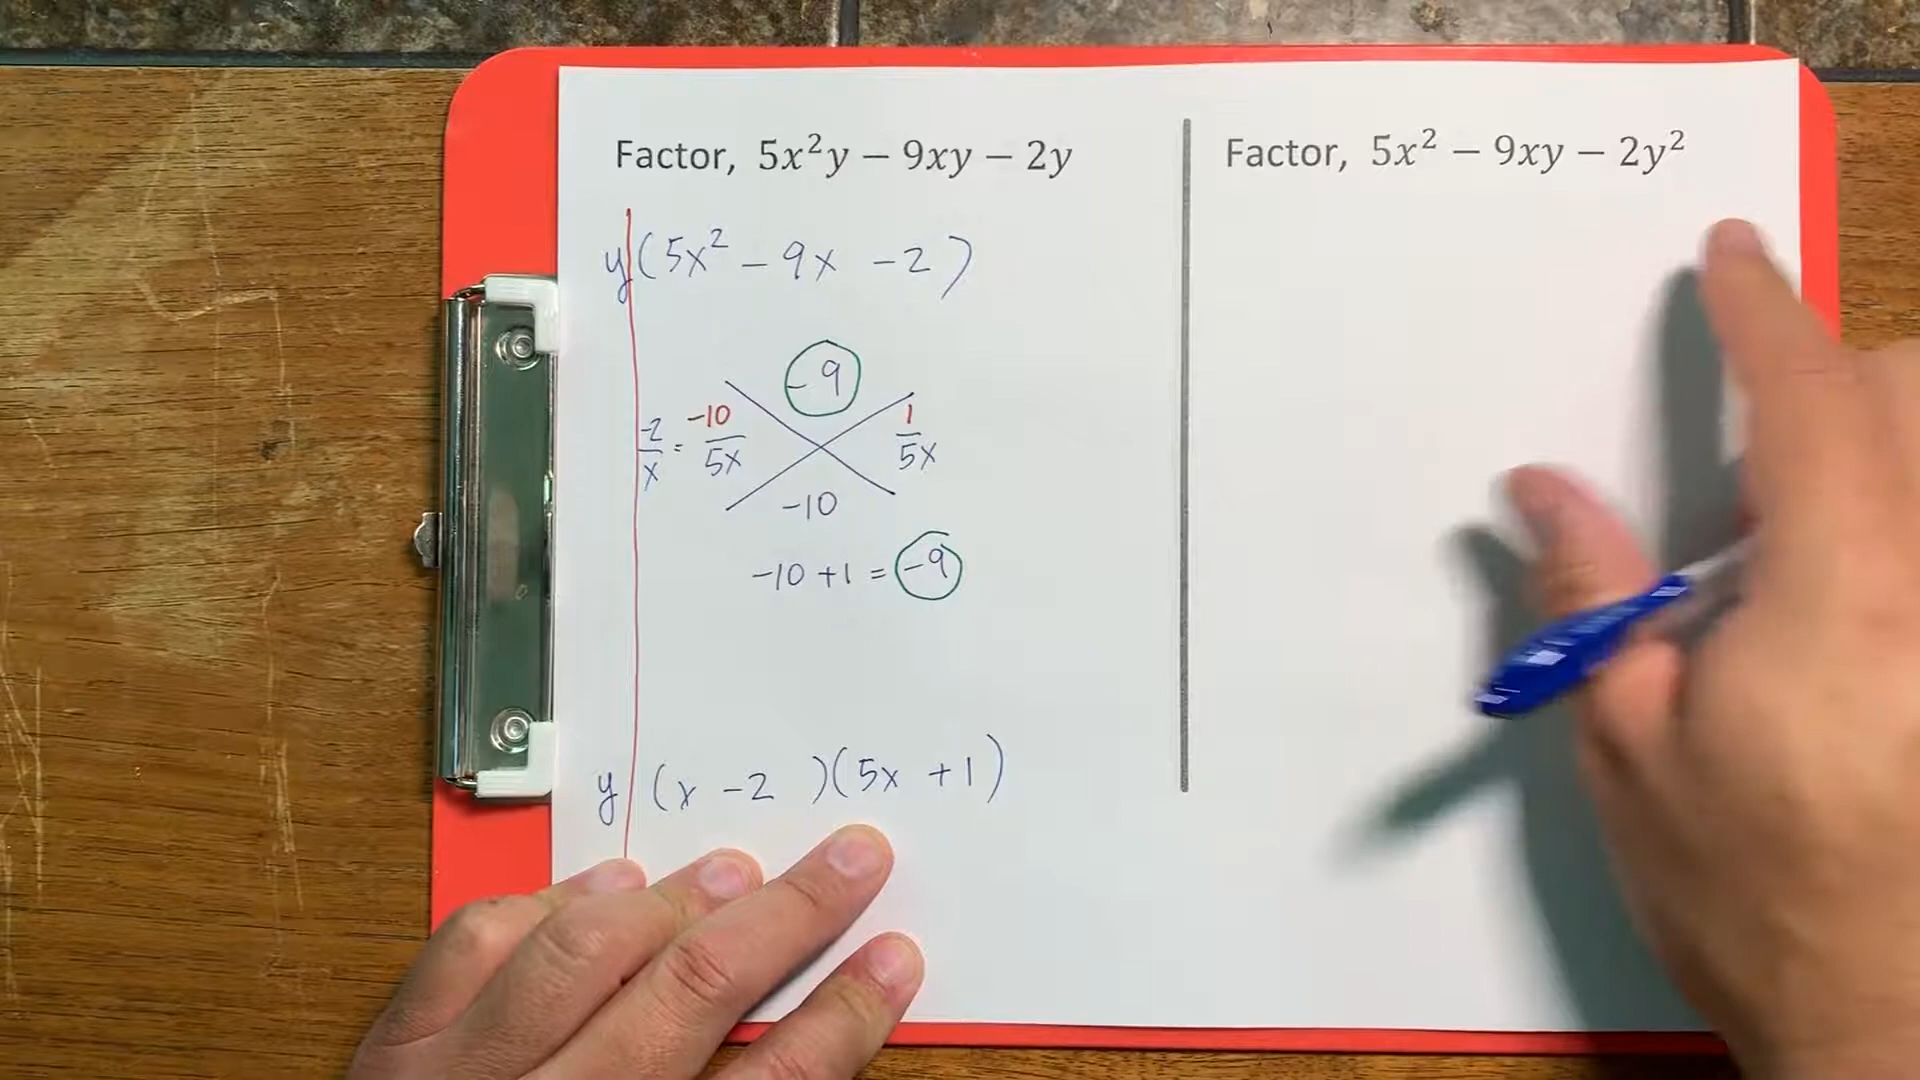 Factor, 5x²y − 9xy − 2y
y(5x² − 9x − 2)
-9
-2/x = -10/5x
1/5x
-10
-10 + 1 = -9
y (x - 2 )(5x + 1)
Factor, 5x² − 9xy − 2y²